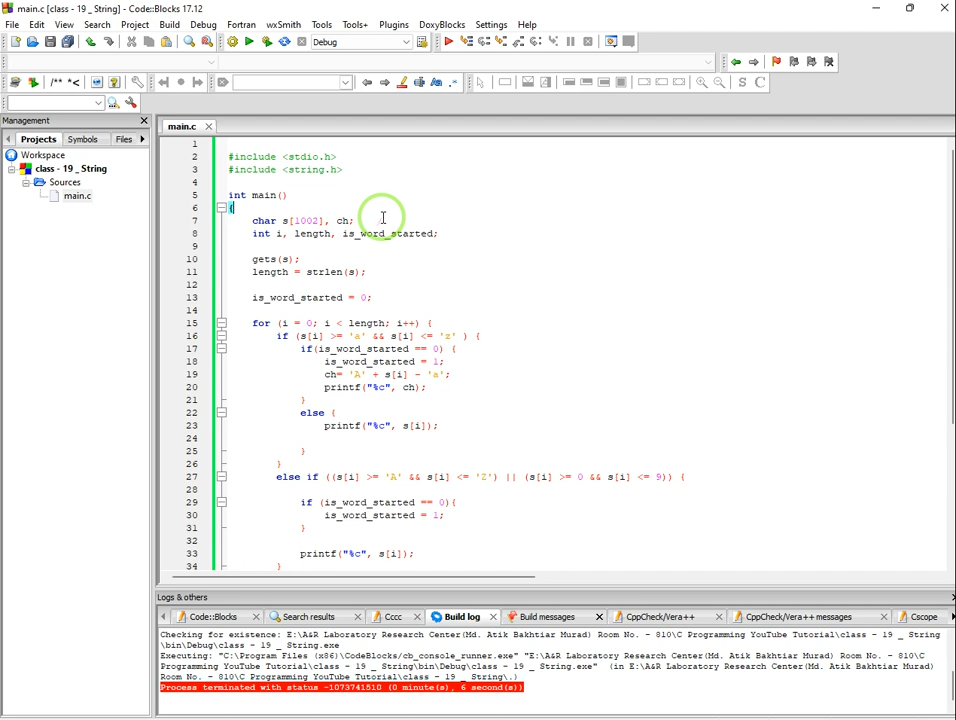 main.c [class - 19 _ String] - Code::Blocks 17.12
File Edit View Search Project Build Debug Fortran wxSmith Tools Tools+ Plugins DoxyBlocks Settings Help
Debug
/** *<
S C
Management
main.c
Projects Symbols Files
Workspace
class - 19 _ String
Sources
main.c
1
2 #include <stdio.h>
3 #include <string.h>
4
5 int main()
6 {
7 char s[1002], ch;
8 int i, length, is_word_started;
9
10 gets(s);
11 length = strlen(s);
12
13 is_word_started = 0;
14
15 for (i = 0; i < length; i++) {
16 if (s[i] >= 'a' && s[i] <= 'z' ) {
17 if(is_word_started == 0) {
18 is_word_started = 1;
19 ch= 'A' + s[i] - 'a';
20 printf("%c", ch);
21 }
22 else {
23 printf("%c", s[i]);
24
25 }
26 }
27 else if ((s[i] >= 'A' && s[i] <= 'Z') || (s[i] >= 0 && s[i] <= 9)) {
28
29 if (is_word_started == 0){
30 is_word_started = 1;
31 }
32
33 printf("%c", s[i]);
34 }
Logs & others
Code::Blocks Search results Cccc Build log Build messages CppCheck/Vera++ CppCheck/Vera++ messages Cscope
Checking for existence: E:\A&R Laboratory Research Center(Md. Atik Bakhtiar Murad) Room No. - 810\C Programming YouTube Tutorial\class - 19 _ String
\bin\Debug\class - 19 _ String.exe
Executing: "C:\Program Files (x86)\CodeBlocks/cb_console_runner.exe" "E:\A&R Laboratory Research Center(Md. Atik Bakhtiar Murad) Room No. - 810\C
Programming YouTube Tutorial\class - 19 _ String\bin\Debug\class - 19 _ String.exe"  (in E:\A&R Laboratory Research Center(Md. Atik Bakhtiar Murad)
Room No. - 810\C Programming YouTube Tutorial\class - 19 _ String\.)
Process terminated with status -1073741510 (0 minute(s), 6 second(s))